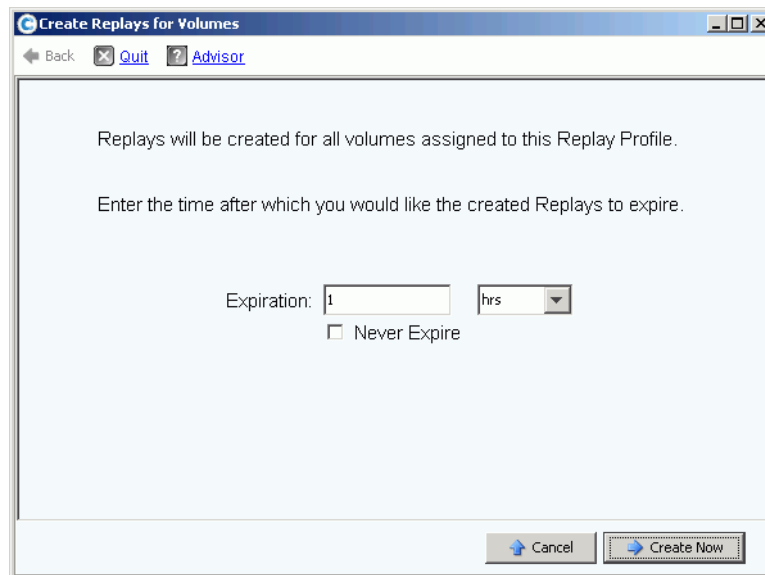 Create Replays for Volumes
Back Quit ? Advisor
Replays will be created for all volumes assigned to this Replay Profile.
Enter the time after which you would like the created Replays to expire.
Expiration: 1 hrs
Never Expire
Cancel Create Now